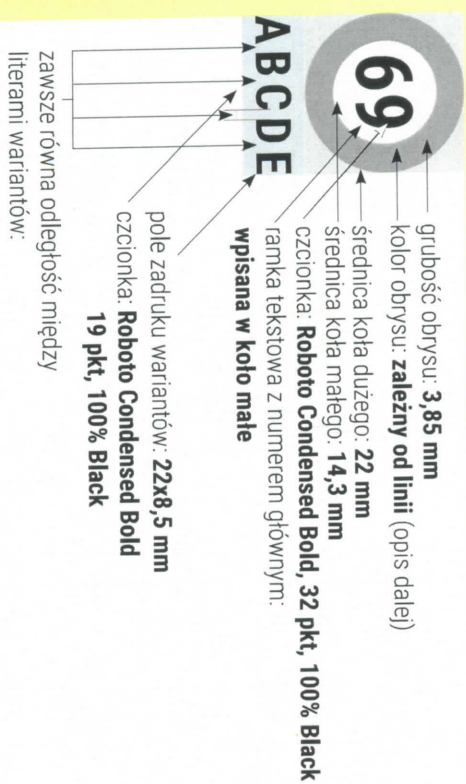 69
ABCDE
grubość obrysu: 3,85 mm
kolor obrysu: zależny od linii (opis dalej)
średnica koła dużego: 22 mm
średnica koła małego: 14,3 mm
czcionka: Roboto Condensed Bold, 32 pkt, 100% Black
ramka tekstowa z numerem głównym:
wpisana w koło małe
pole zadruku wariantów: 22x8,5 mm
czcionka: Roboto Condensed Bold
19 pkt, 100% Black
zawsze równa odległość między
literami wariantów: